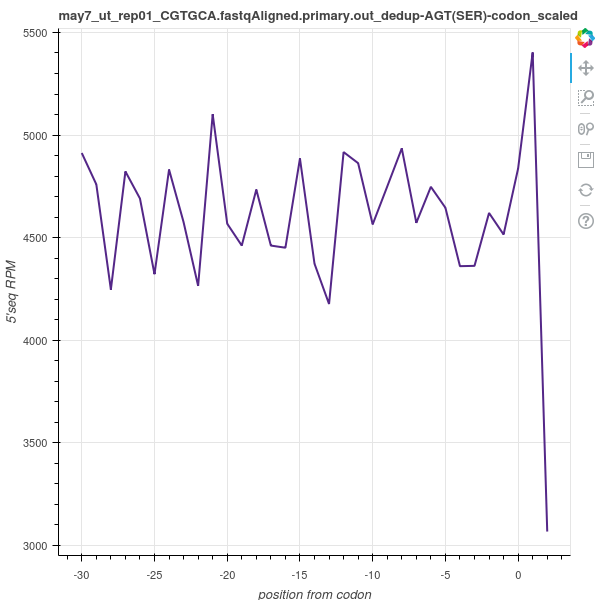 may7_ut_rep01_CGTGCA.fastqAligned.primary.out_dedup-AGT(SER)-codon_scaled
5500
5000
4500
4000
3500
3000
5'seq RPM
-30 -25 -20 -15 -10 -5 0
position from codon